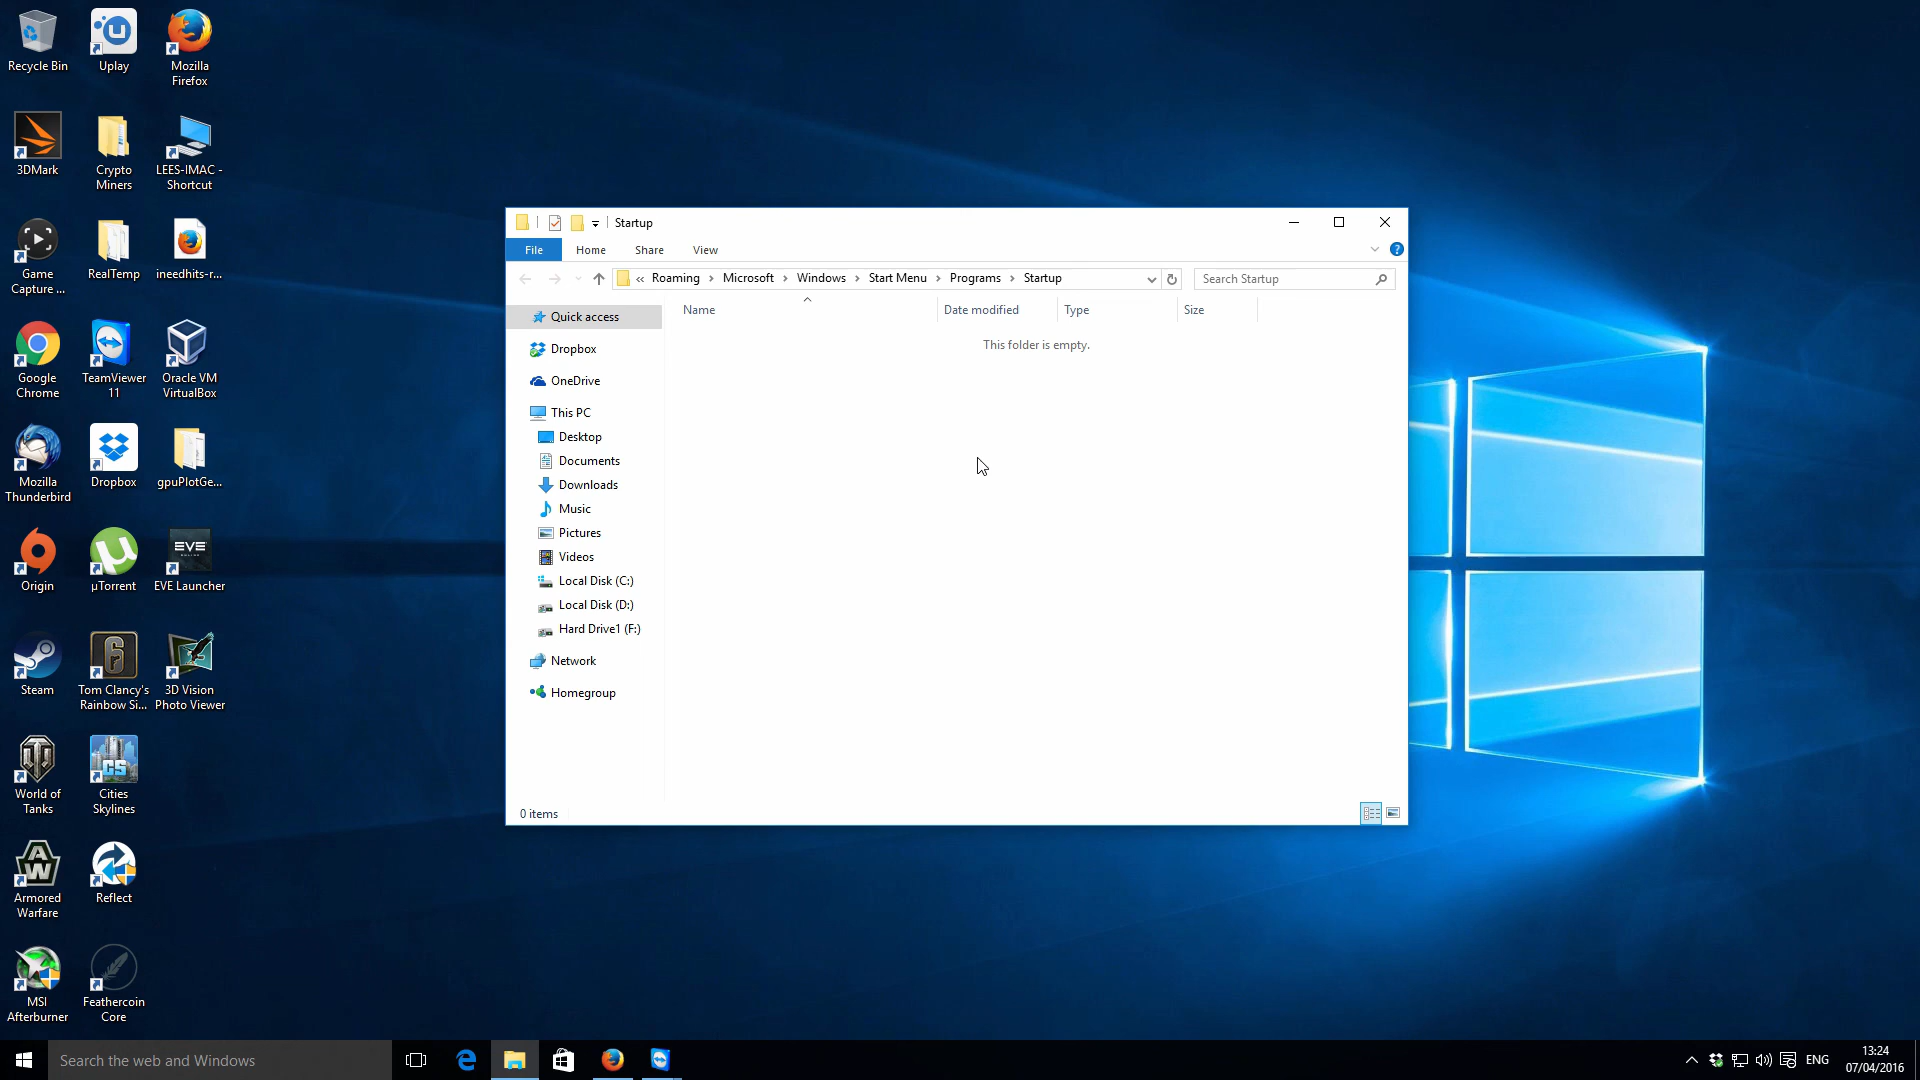 Recycle Bin
Uplay
Mozilla
Firefox
3DMark
Crypto
Miners
LEES-IMAC -
Shortcut
Game
Capture ...
RealTemp
ineedhits-r...
Google
Chrome
TeamViewer
11
Oracle VM
VirtualBox
Mozilla
Thunderbird
Dropbox
gpuPlotGe...
Origin
µTorrent
EVE
EVE Launcher
Steam
6
Tom Clancy's
Rainbow Si...
3D Vision
Photo Viewer
World of
Tanks
CS
Cities
Skylines
AW
Armored
Warfare
Reflect
MSI
Afterburner
Feathercoin
Core
Startup
File
Home
Share
View
?
« Roaming > Microsoft > Windows > Start Menu > Programs > Startup
Search Startup
Name
Date modified
Type
Size
This folder is empty.
Quick access
Dropbox
OneDrive
This PC
Desktop
Documents
Downloads
Music
Pictures
Videos
Local Disk (C:)
Local Disk (D:)
Hard Drive1 (F:)
Network
Homegroup
0 items
Search the web and Windows
ENG
13:24
07/04/2016